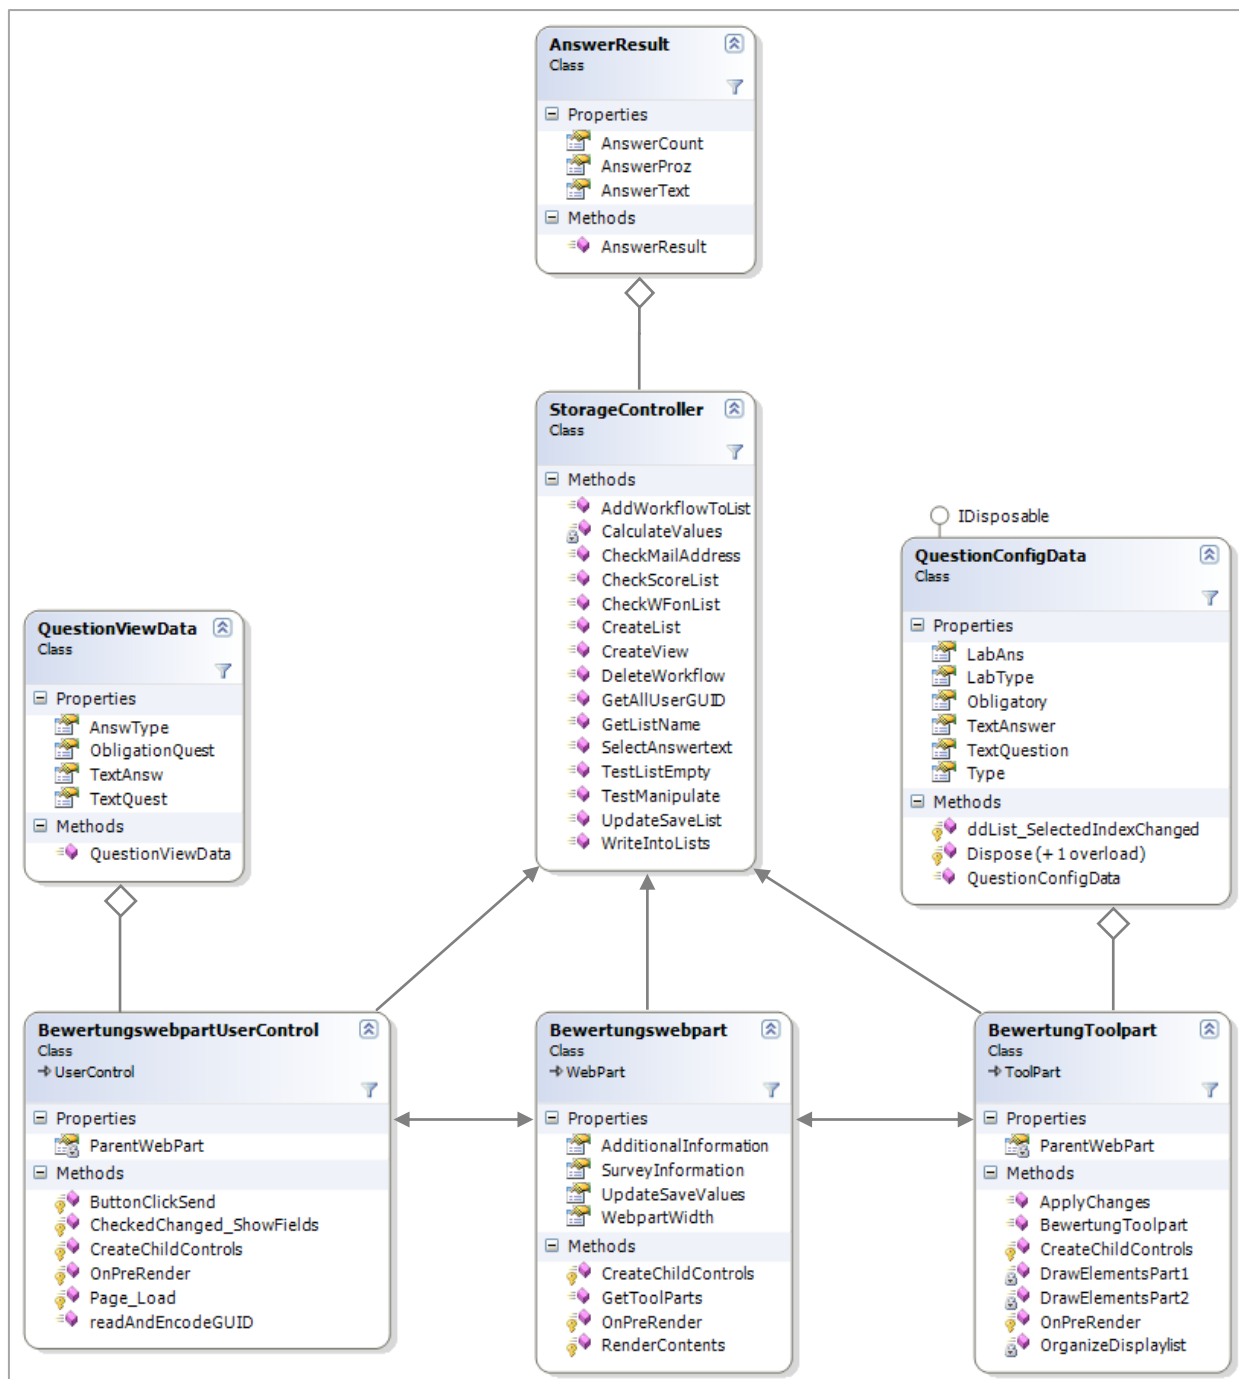 AnswerResult
Class
Properties
AnswerCount
AnswerProz
AnswerText
Methods
AnswerResult
StorageController
Class
Methods
AddWorkflowToList
CalculateValues
CheckMailAddress
CheckScoreList
CheckWFonList
CreateList
CreateView
DeleteWorkflow
GetAllUserGUID
GetListName
SelectAnswertext
TestListEmpty
TestManipulate
UpdateSaveList
WriteIntoLists
IDisposable
QuestionConfigData
Class
Properties
LabAns
LabType
Obligatory
TextAnswer
TextQuestion
Type
Methods
ddList_SelectedIndexChanged
Dispose (+ 1 overload)
QuestionConfigData
QuestionViewData
Class
Properties
AnswType
ObligationQuest
TextAnsw
TextQuest
Methods
QuestionViewData
BewertungswebpartUserControl
Class
UserControl
Properties
ParentWebPart
Methods
ButtonClickSend
CheckedChanged_ShowFields
CreateChildControls
OnPreRender
Page_Load
readAndEncodeGUID
Bewertungswebpart
Class
WebPart
Properties
AdditionalInformation
SurveyInformation
UpdateSaveValues
WebpartWidth
Methods
CreateChildControls
GetToolParts
OnPreRender
RenderContents
BewertungToolpart
Class
ToolPart
Properties
ParentWebPart
Methods
ApplyChanges
BewertungToolpart
CreateChildControls
DrawElementsPart1
DrawElementsPart2
OnPreRender
OrganizeDisplaylist